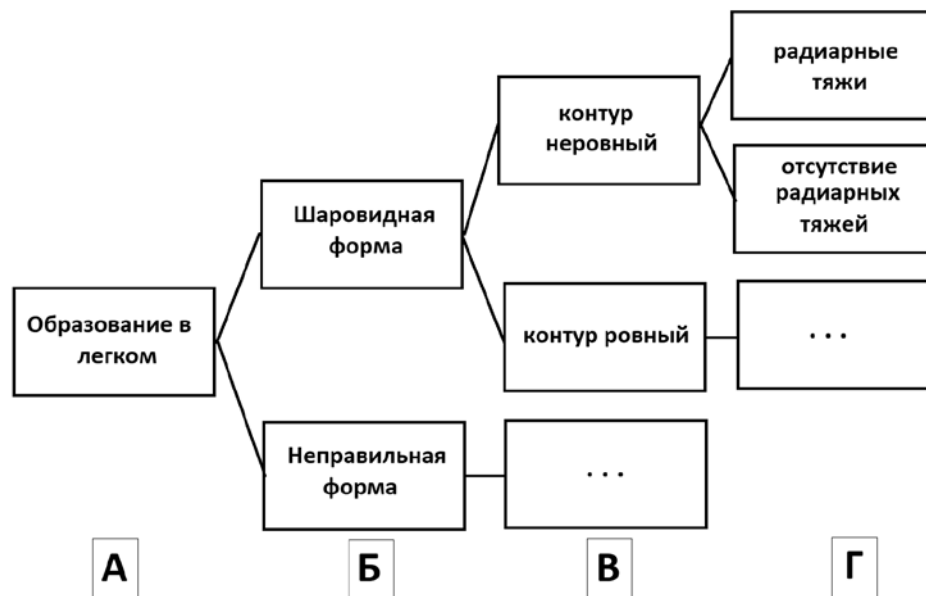 Образование в
легком
Шаровидная
форма
Неправильная
форма
контур
неровный
контур ровный
. . .
радиарные
тяжи
отсутствие
радиарных
тяжей
. . .
А
Б
В
Г